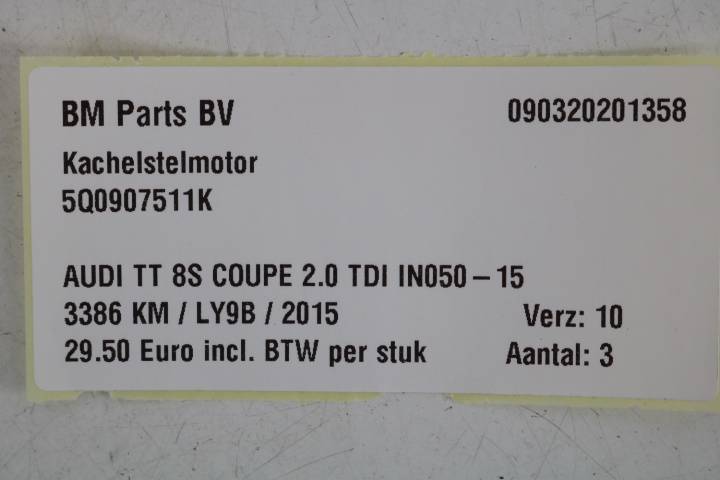 BM Parts BV 090320201358
Kachelstelmotor
5Q0907511K
AUDI TT 8S COUPE 2.0 TDI IN050 – 15
3386 KM / LY9B / 2015 Verz: 10
29.50 Euro incl. BTW per stuk Aantal: 3